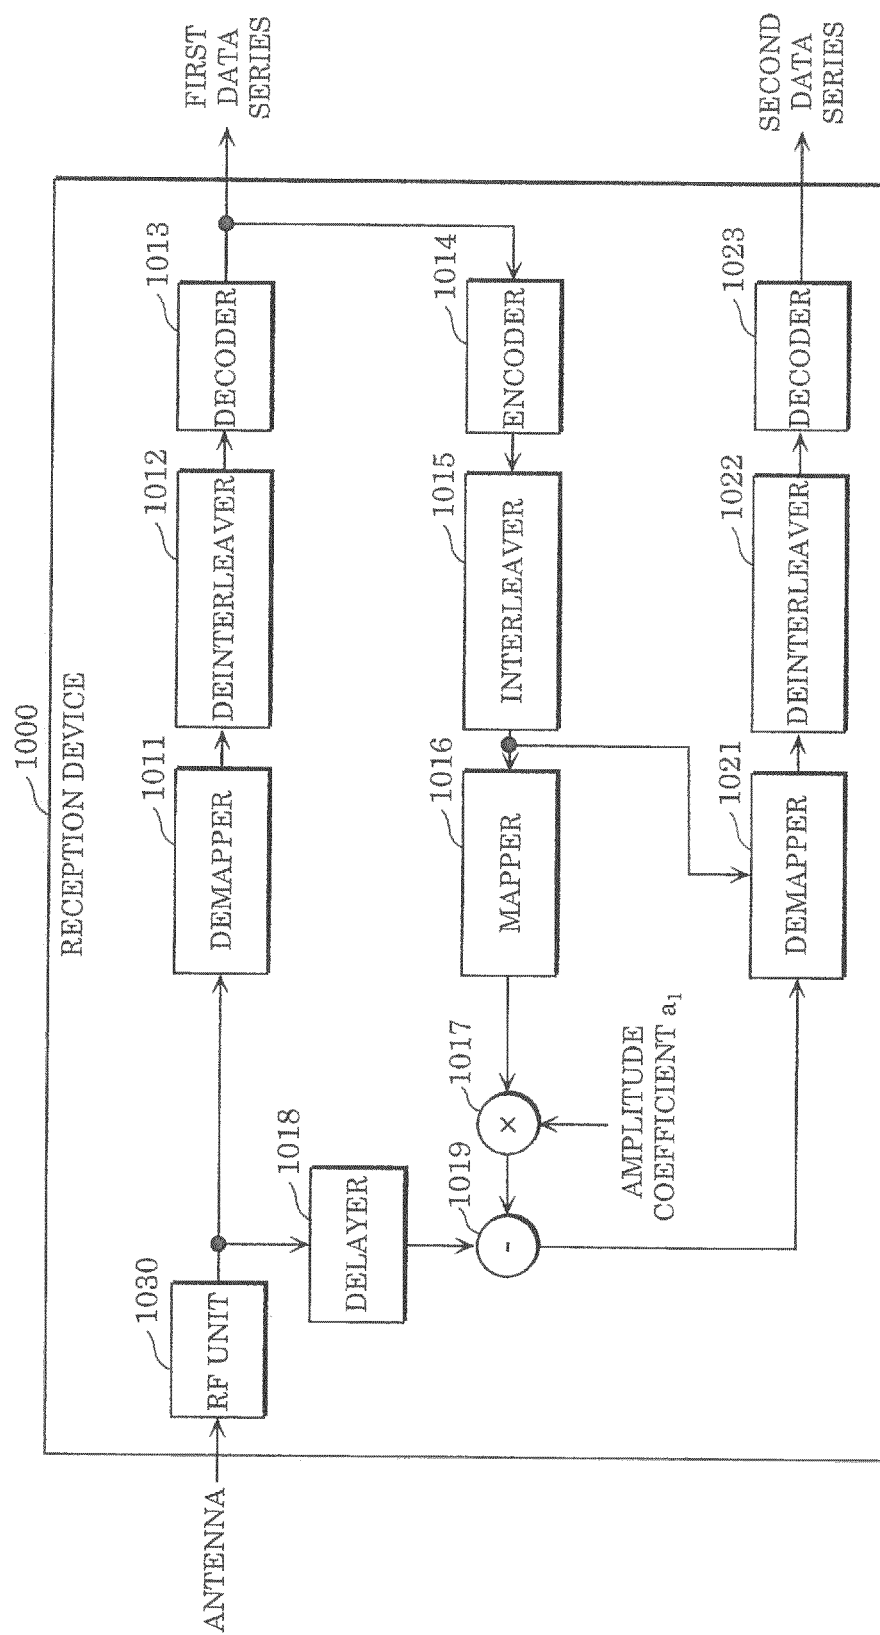 1000
RECEPTION DEVICE
ANTENNA
1030
RF UNIT
1011
DEMAPPER
1012
DEINTERLEAVER
1013
DECODER
FIRST
DATA
SERIES
1018
DELAYER
1019
-
1017
×
AMPLITUDE
COEFFICIENT a₁
1016
MAPPER
1015
INTERLEAVER
1014
ENCODER
1021
DEMAPPER
1022
DEINTERLEAVER
1023
DECODER
SECOND
DATA
SERIES